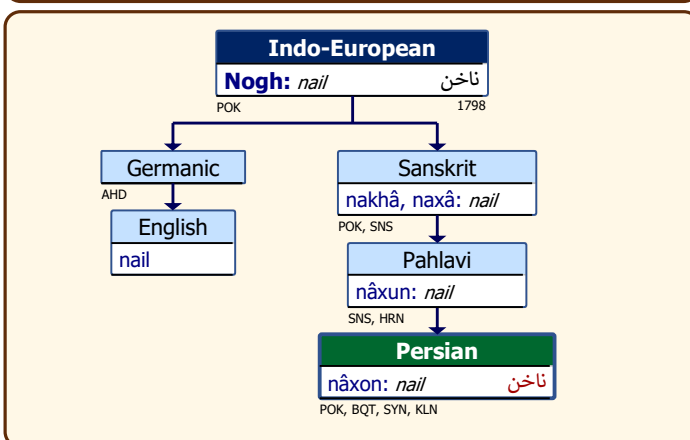 Indo-European
Nogh: nail ناخن
POK 1798
Germanic Sanskrit
AHD nakhâ, naxâ: nail
English POK, SNS
nail Pahlavi
nâxun: nail
SNS, HRN
Persian
nâxon: nail ناخن
POK, BQT, SYN, KLN